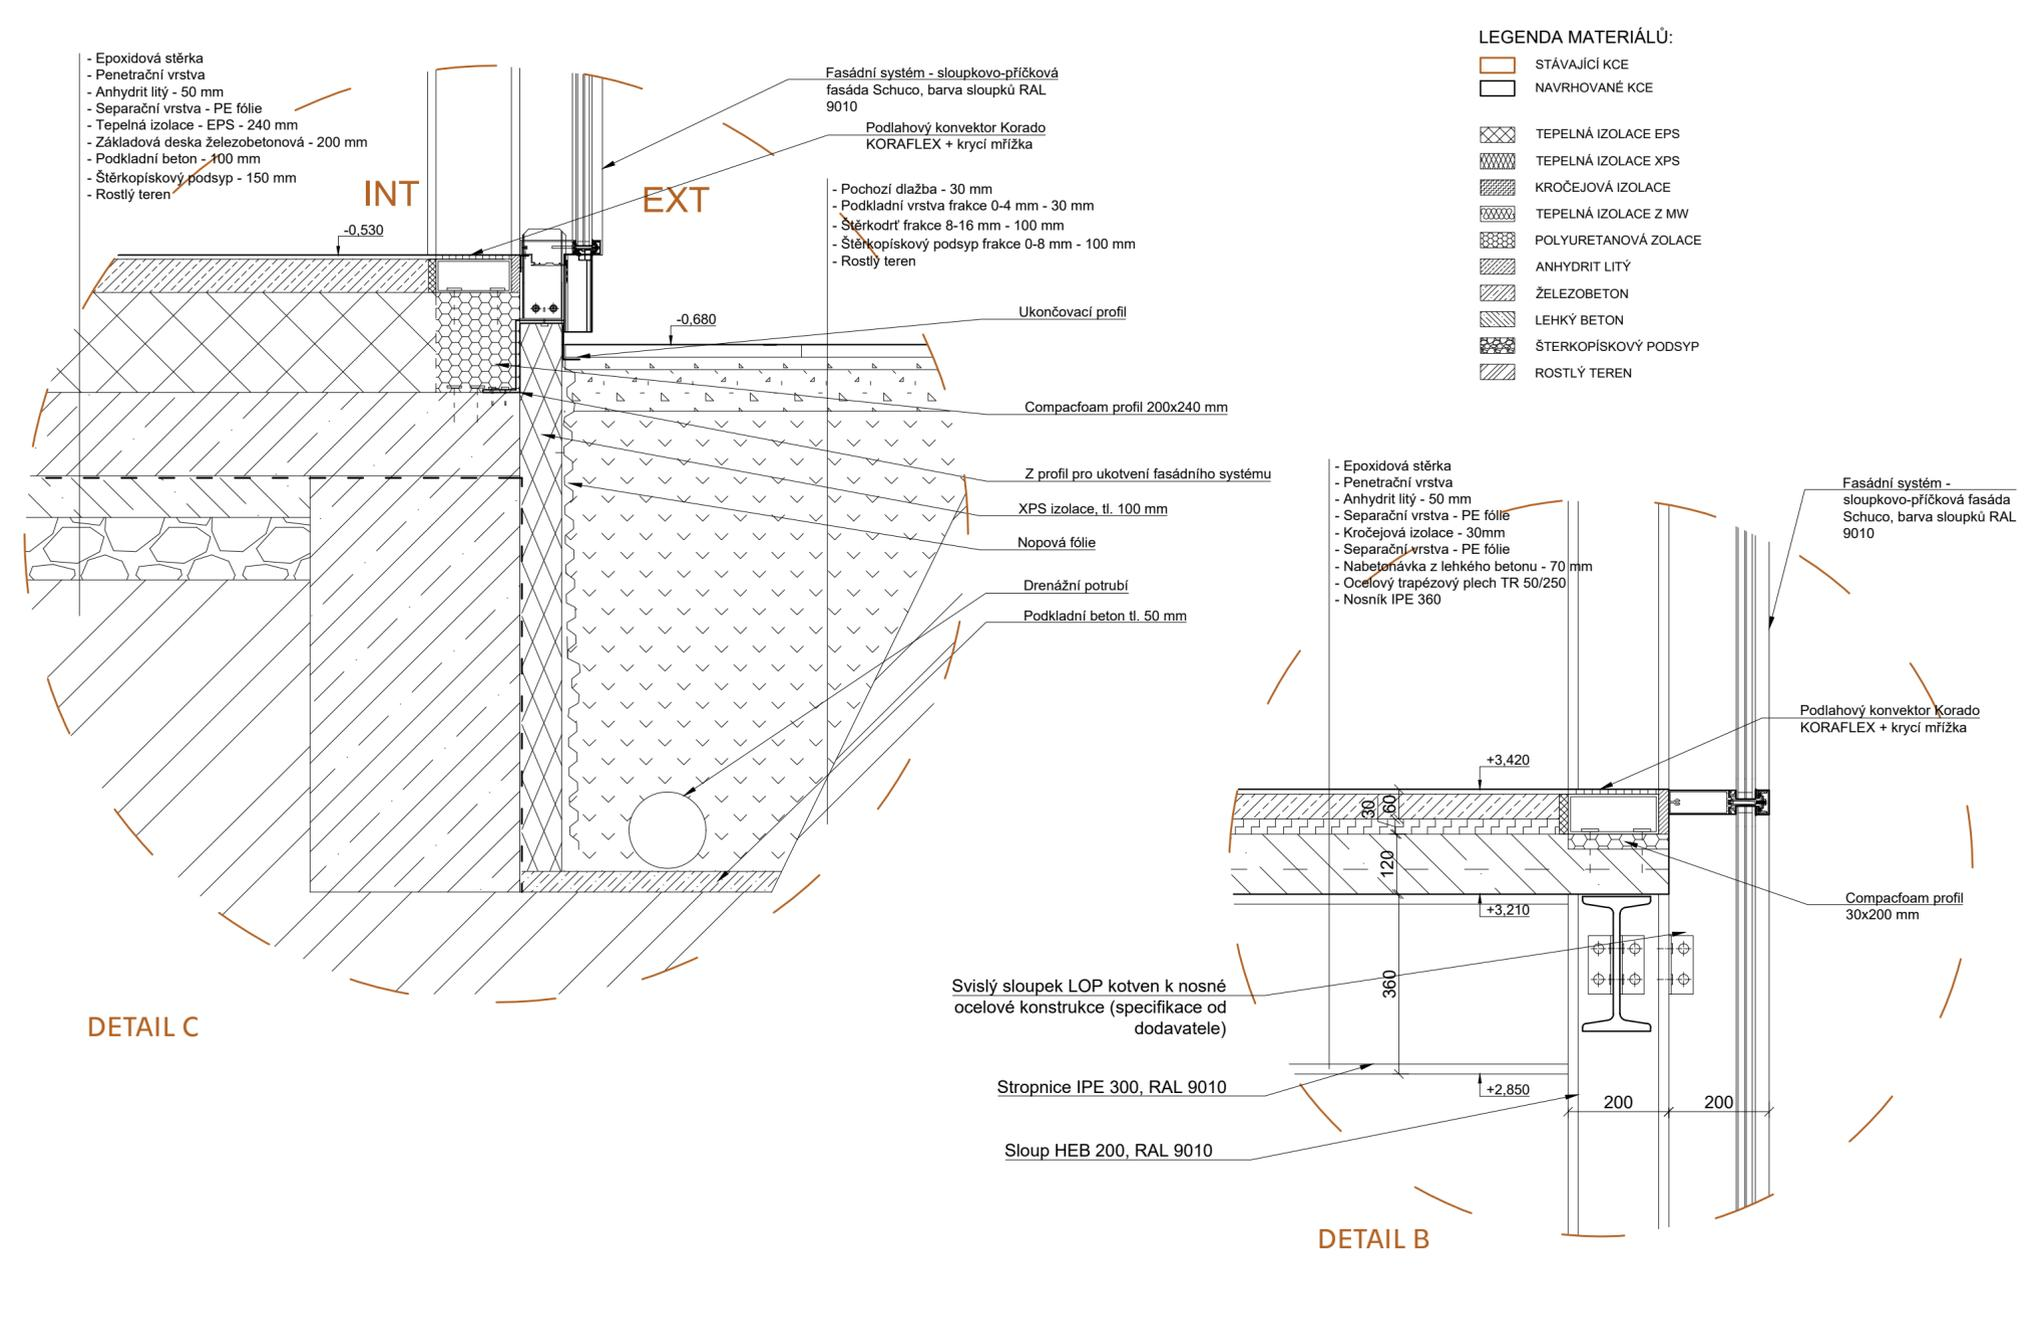 - Epoxidová stěrka
- Penetrační vrstva
- Anhydrit litý - 50 mm
- Separační vrstva - PE fólie
- Tepelná izolace - EPS - 240 mm
- Základová deska železobetonová - 200 mm
- Podkladní beton - 100 mm
- Štěrkopískový podsyp - 150 mm
- Rostlý teren
INT
EXT
-0,530
Fasádní systém - sloupkovo-příčková
fasáda Schuco, barva sloupků RAL
9010
Podlahový konvektor Korado
KORAFLEX + krycí mřížka
- Pochozí dlažba - 30 mm
- Podkladní vrstva frakce 0-4 mm - 30 mm
- Štěrkodrť frakce 8-16 mm - 100 mm
- Štěrkopískový podsyp frakce 0-8 mm - 100 mm
- Rostlý teren
-0,680
Ukončovací profil
Compacfoam profil 200x240 mm
Z profil pro ukotvení fasádního systému
XPS izolace, tl. 100 mm
Nopová fólie
Drenážní potrubí
Podkladní beton tl. 50 mm
DETAIL C
LEGENDA MATERIÁLŮ:
STÁVAJÍCÍ KCE
NAVRHOVANÉ KCE
TEPELNÁ IZOLACE EPS
TEPELNÁ IZOLACE XPS
KROČEJOVÁ IZOLACE
TEPELNÁ IZOLACE Z MW
POLYURETANOVÁ ZOLACE
ANHYDRIT LITÝ
ŽELEZOBETON
LEHKÝ BETON
ŠTERKOPÍSKOVÝ PODSYP
ROSTLÝ TEREN
- Epoxidová stěrka
- Penetrační vrstva
- Anhydrit litý - 50 mm
- Separační vrstva - PE fólie
- Kročejová izolace - 30mm
- Separační vrstva - PE fólie
- Nabetonávka z lehkého betonu - 70 mm
- Ocelový trapézový plech TR 50/250
- Nosník IPE 360
Fasádní systém -
sloupkovo-příčková fasáda
Schuco, barva sloupků RAL
9010
Podlahový konvektor Korado
KORAFLEX + krycí mřížka
+3,420
30
60
120
+3,210
Compacfoam profil
30x200 mm
360
Svislý sloupek LOP kotven k nosné
ocelové konstrukce (specifikace od
dodavatele)
Stropnice IPE 300, RAL 9010
+2,850
200
200
Sloup HEB 200, RAL 9010
DETAIL B